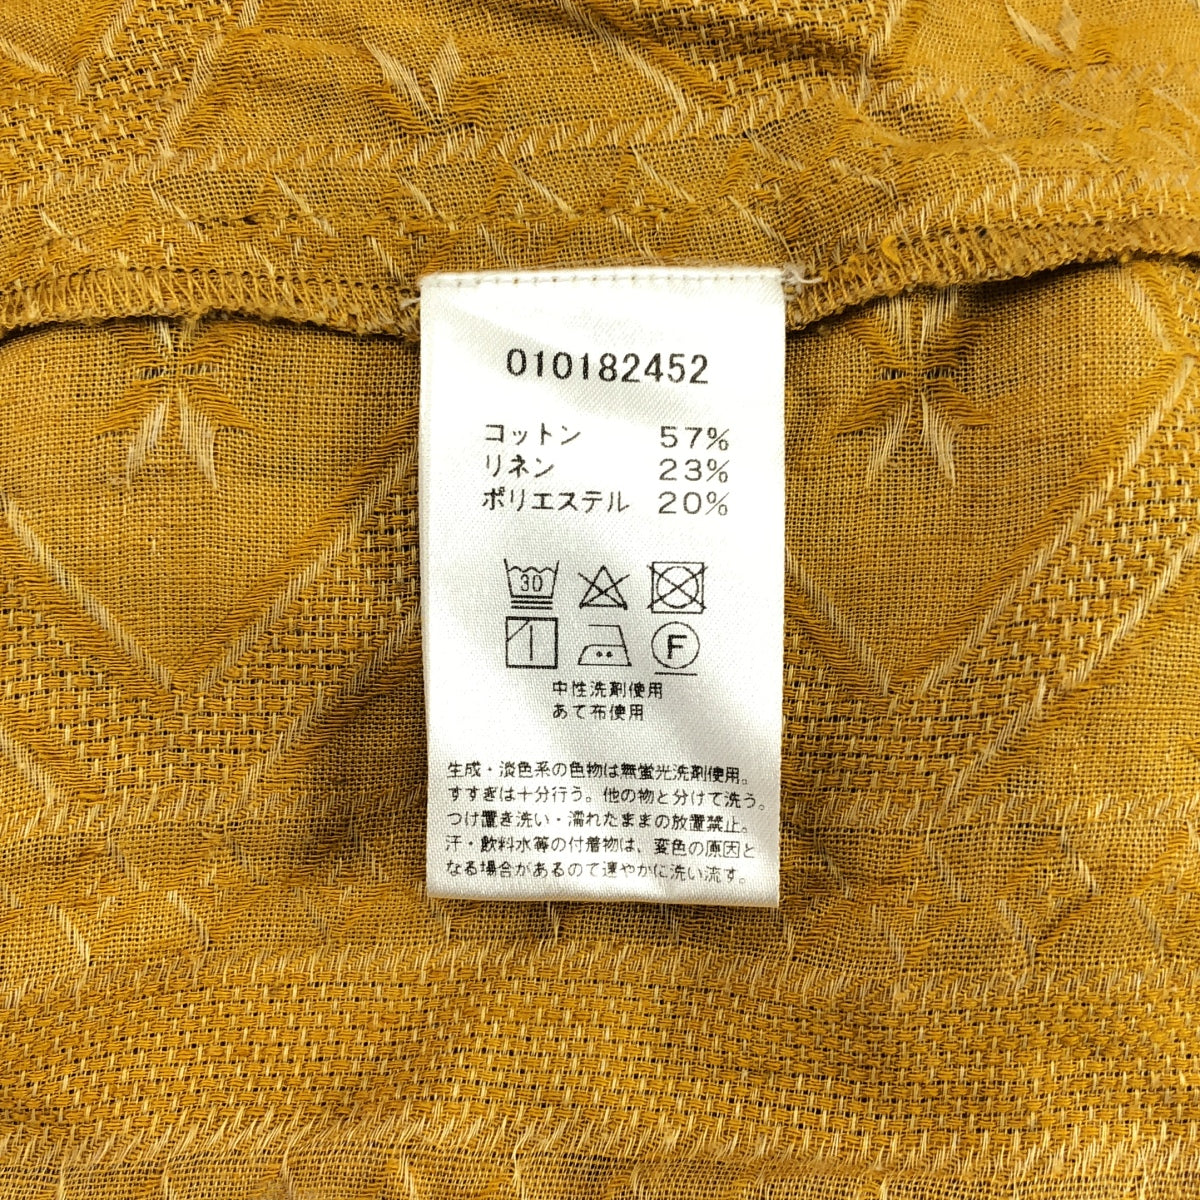 010182452
コットン 57%
リネン 23%
ポリエステル 20%
30
F
中性洗剤使用
あて布使用
生成・淡色系の色物は無蛍光洗剤使用。
すすぎは十分行う。他の物と分けて洗う。
つけ置き洗い・濡れたままの放置禁止。
汗・飲料水等の付着物は、変色の原因と
なる場合があるので速やかに洗い流す。